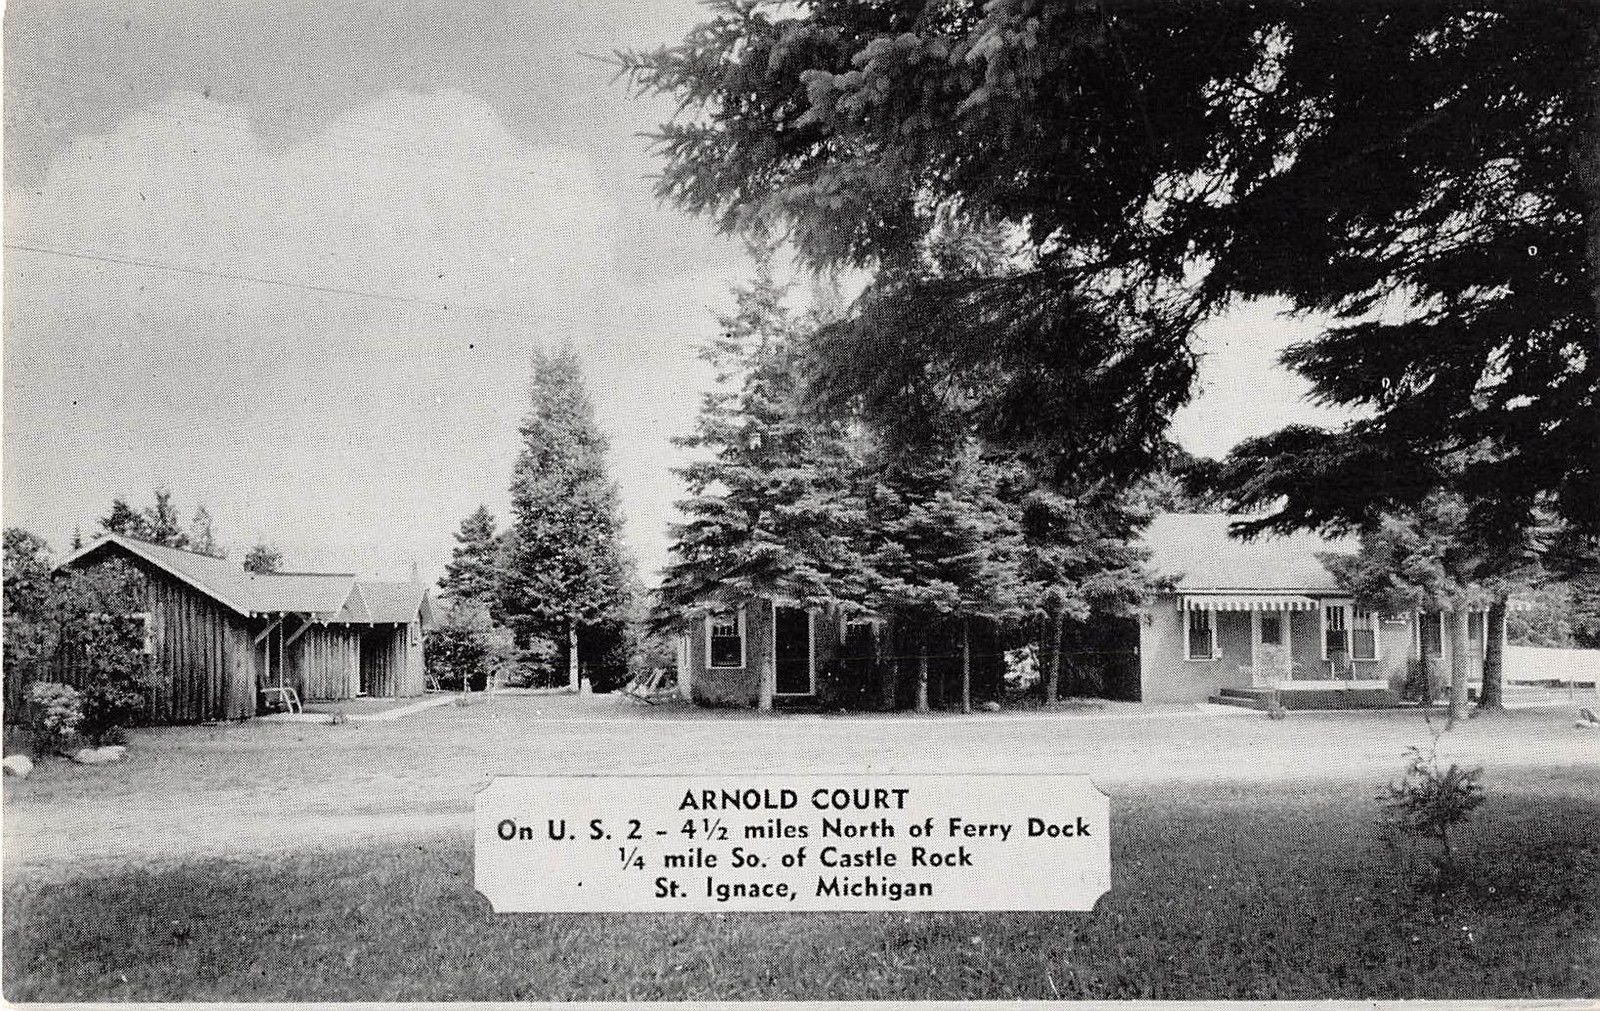 ARNOLD COURT
On U. S. 2 - 4½ miles North of Ferry Dock
¼ mile So. of Castle Rock
St. Ignace, Michigan